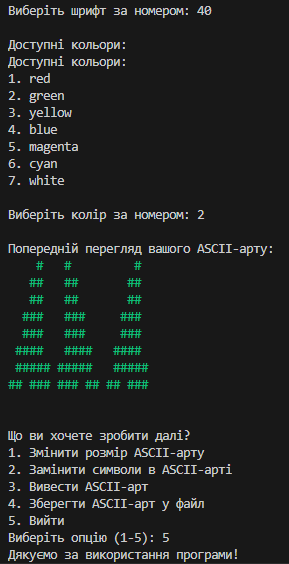 Виберіть шрифт за номером: 40
Доступні кольори:
Доступні кольори:
1. red
2. green
3. yellow
4. blue
5. magenta
6. cyan
7. white
Виберіть колір за номером: 2
Попередній перегляд вашого ASCII-арту:
    #   #         #
   ##   ##       ##
   ##   ##       ##
  ###   ###     ###
  ###   ###     ###
 ####   ####   ####
 ##### #####   #####
## ### ### ## ## ###
Що ви хочете зробити далі?
1. Змінити розмір ASCII-арту
2. Замінити символи в ASCII-арті
3. Вивести ASCII-арт
4. Зберегти ASCII-арт у файл
5. Вийти
Виберіть опцію (1-5): 5
Дякуємо за використання програми!